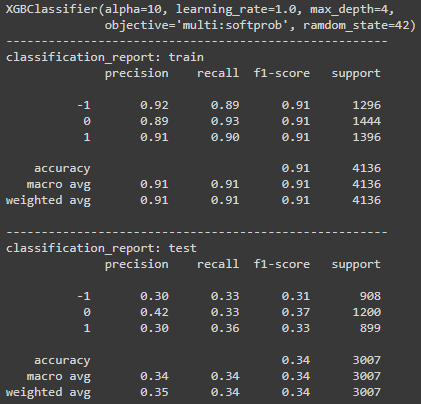 XGBClassifier(alpha=10, learning_rate=1.0, max_depth=4,
objective='multi:softprob', ramdom_state=42)
------------------------------------------------------
classification_report: train
precision recall f1-score support
-1 0.92 0.89 0.91 1296
0 0.89 0.93 0.91 1444
1 0.91 0.90 0.91 1396
accuracy 0.91 4136
macro avg 0.91 0.91 0.91 4136
weighted avg 0.91 0.91 0.91 4136
------------------------------------------------------
classification_report: test
precision recall f1-score support
-1 0.30 0.33 0.31 908
0 0.42 0.33 0.37 1200
1 0.30 0.36 0.33 899
accuracy 0.34 3007
macro avg 0.34 0.34 0.34 3007
weighted avg 0.35 0.34 0.34 3007